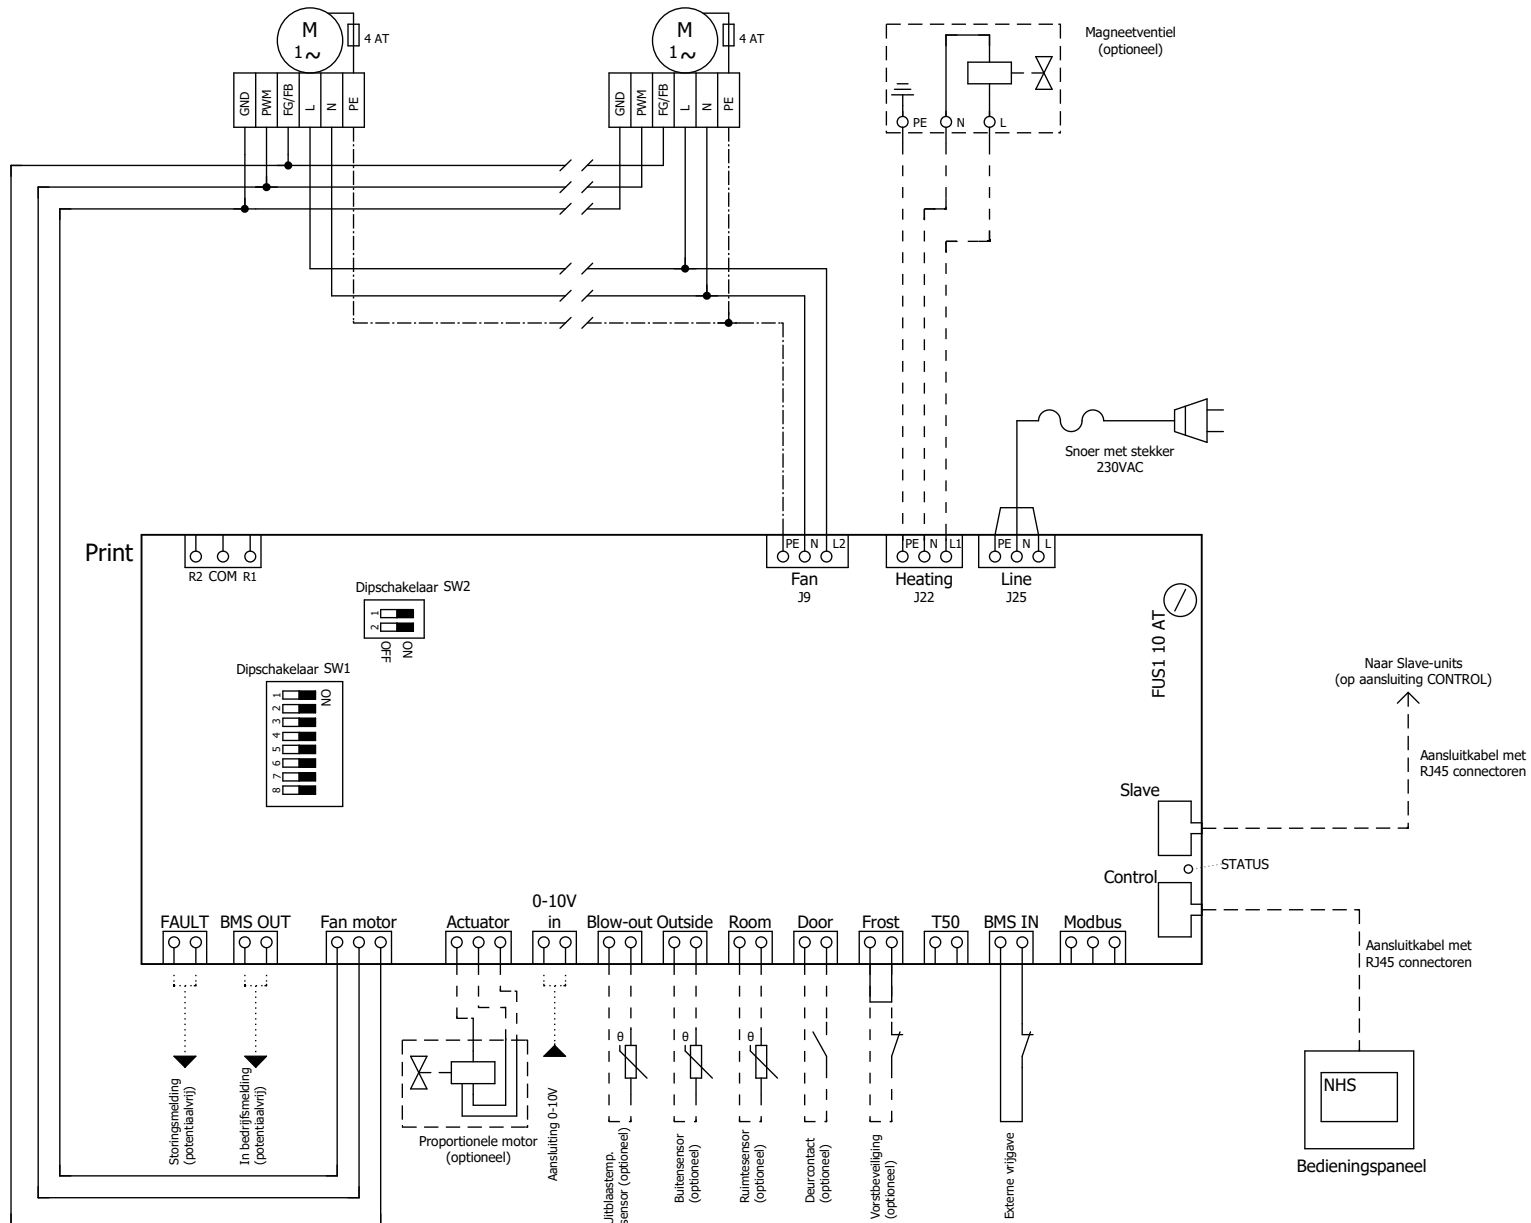 M
1~
4 AT
M
1~
4 AT
GND
PWM
FG/FB
L
N
PE
GND
PWM
FG/FB
L
N
PE
Magneetventiel
(optioneel)
PE
N
L
Snoer met stekker
230VAC
Print
R2 COM R1
PE N L2
Fan
J9
PE N L1
Heating
J22
PE N L
Line
J25
Dipschakelaar SW2
1
2
OFF
ON
Dipschakelaar SW1
1
2
3
4
5
6
7
8
ON
FUS1 10 AT
Naar Slave-units
(op aansluiting CONTROL)
Aansluitkabel met
RJ45 connectoren
Slave
STATUS
Control
Aansluitkabel met
RJ45 connectoren
FAULT
BMS OUT
Fan motor
Actuator
0-10V
in
Blow-out
Outside
Room
Door
Frost
T50
BMS IN
Modbus
θ
θ
θ
Storingsmelding
(potentiaalvrij)
In bedrijfsmelding
(potentiaalvrij)
Proportionele motor
(optioneel)
Aansluiting 0-10V
Uitblaastemp.
sensor (optioneel)
Buitensensor
(optioneel)
Ruimtesensor
(optioneel)
Deurcontact
(optioneel)
Vorstbeveiliging
(optioneel)
Externe vrijgave
NHS
Bedieningspaneel